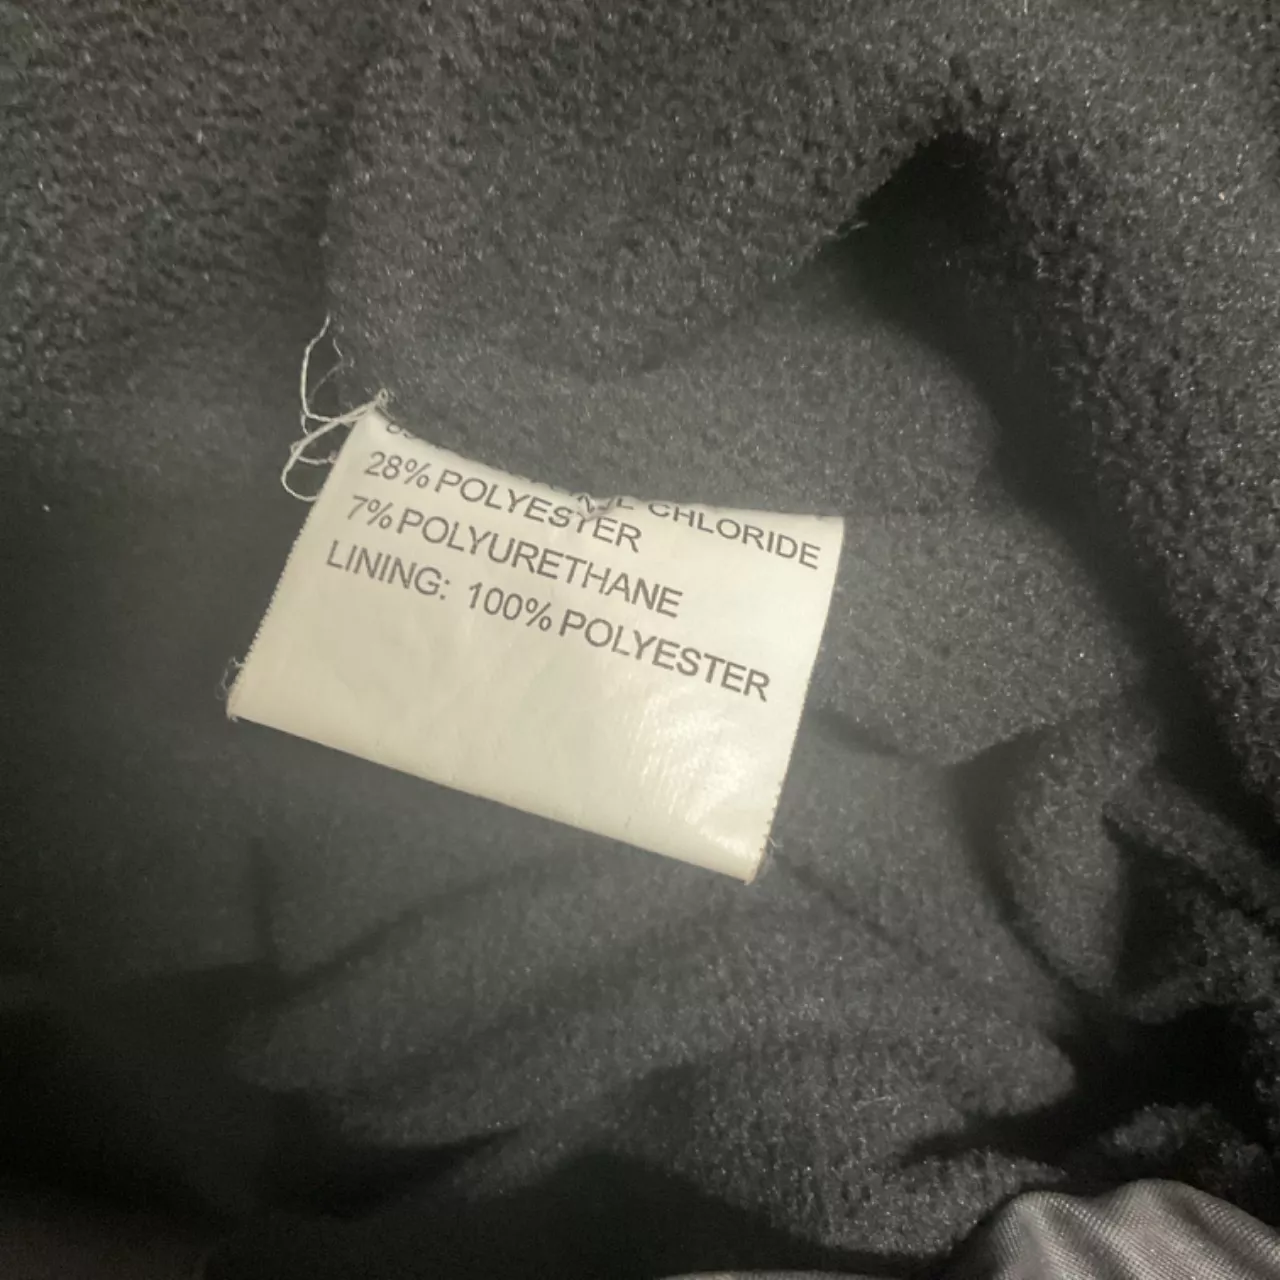 CHLORIDE
28% POLYESTER
7% POLYURETHANE
LINING: 100% POLYESTER